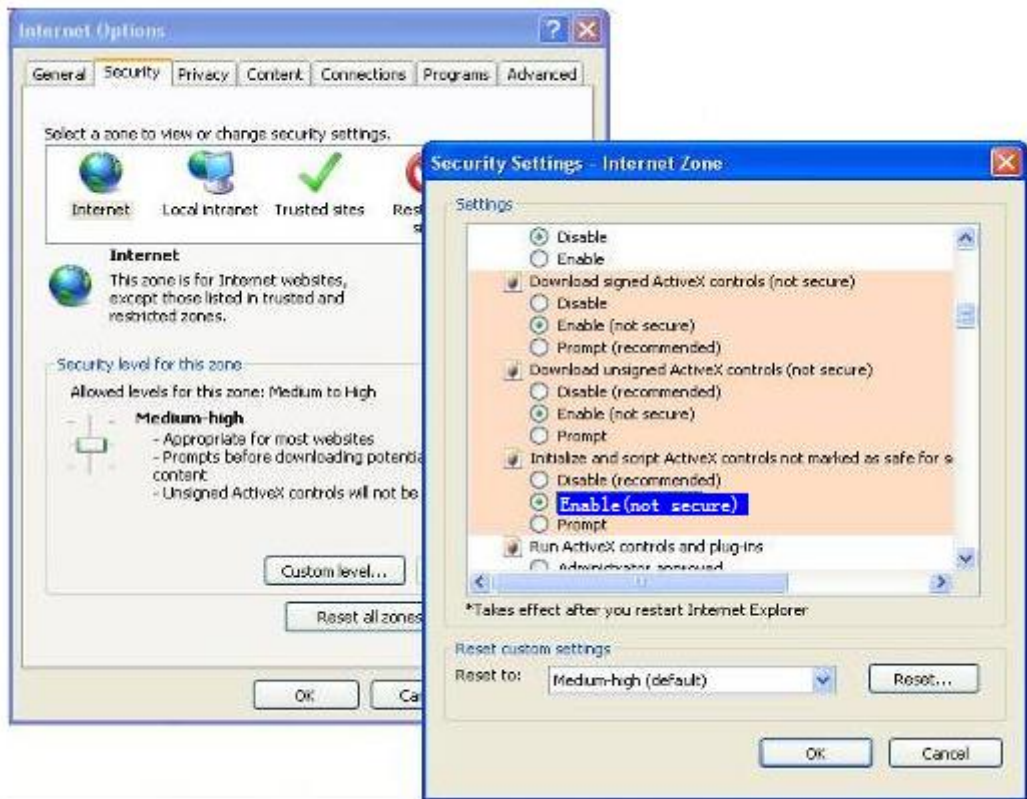 Internet Options
General Security Privacy Content Connections Programs Advanced
Select a zone to view or change security settings.
Internet Local intranet Trusted sites
Internet
This zone is for Internet websites,
except those listed in trusted and
restricted zones.
Security level for this zone
Allowed levels for this zone: Medium to High
Medium-high
- Appropriate for most websites
- Prompts before downloading
content
- Unsigned ActiveX controls will not be
Custom level...
Reset all zones
OK
Security Settings - Internet Zone
Settings
Disable
Enable
Download signed ActiveX controls (not secure)
Disable
Enable (not secure)
Prompt (recommended)
Download unsigned ActiveX controls (not secure)
Disable (recommended)
Enable (not secure)
Prompt
Initialize and script ActiveX controls not marked as safe for s
Disable (recommended)
Enable(not secure)
Prompt
Run ActiveX controls and plug-ins
Administrator approved
*Takes effect after you restart Internet Explorer
Reset custom settings
Reset to: Medium-high (default) Reset...
OK Cancel